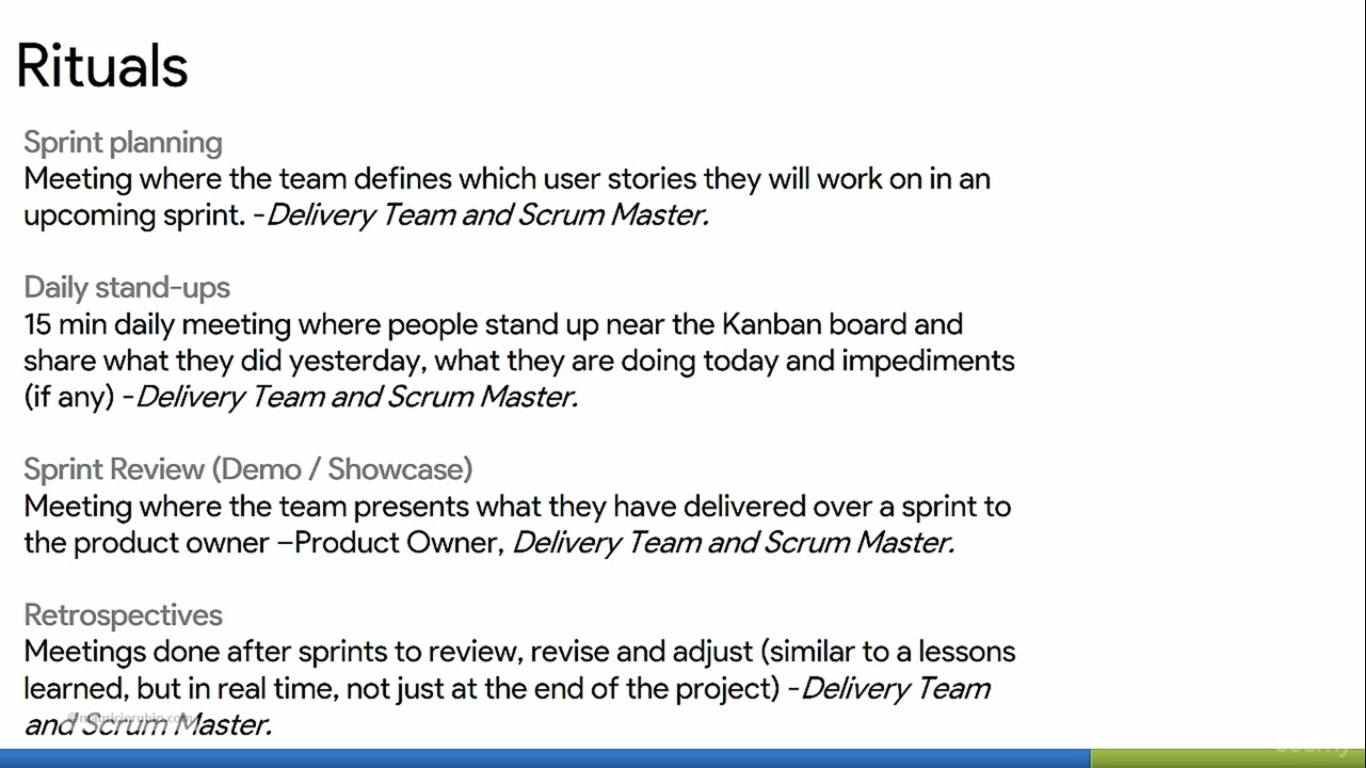 Rituals
Sprint planning
Meeting where the team defines which user stories they will work on in an
upcoming sprint. -Delivery Team and Scrum Master.
Daily stand-ups
15 min daily meeting where people stand up near the Kanban board and
share what they did yesterday, what they are doing today and impediments
(if any) -Delivery Team and Scrum Master.
Sprint Review (Demo / Showcase)
Meeting where the team presents what they have delivered over a sprint to
the product owner –Product Owner, Delivery Team and Scrum Master.
Retrospectives
Meetings done after sprints to review, revise and adjust (similar to a lessons
learned, but in real time, not just at the end of the project) -Delivery Team
and Scrum Master.